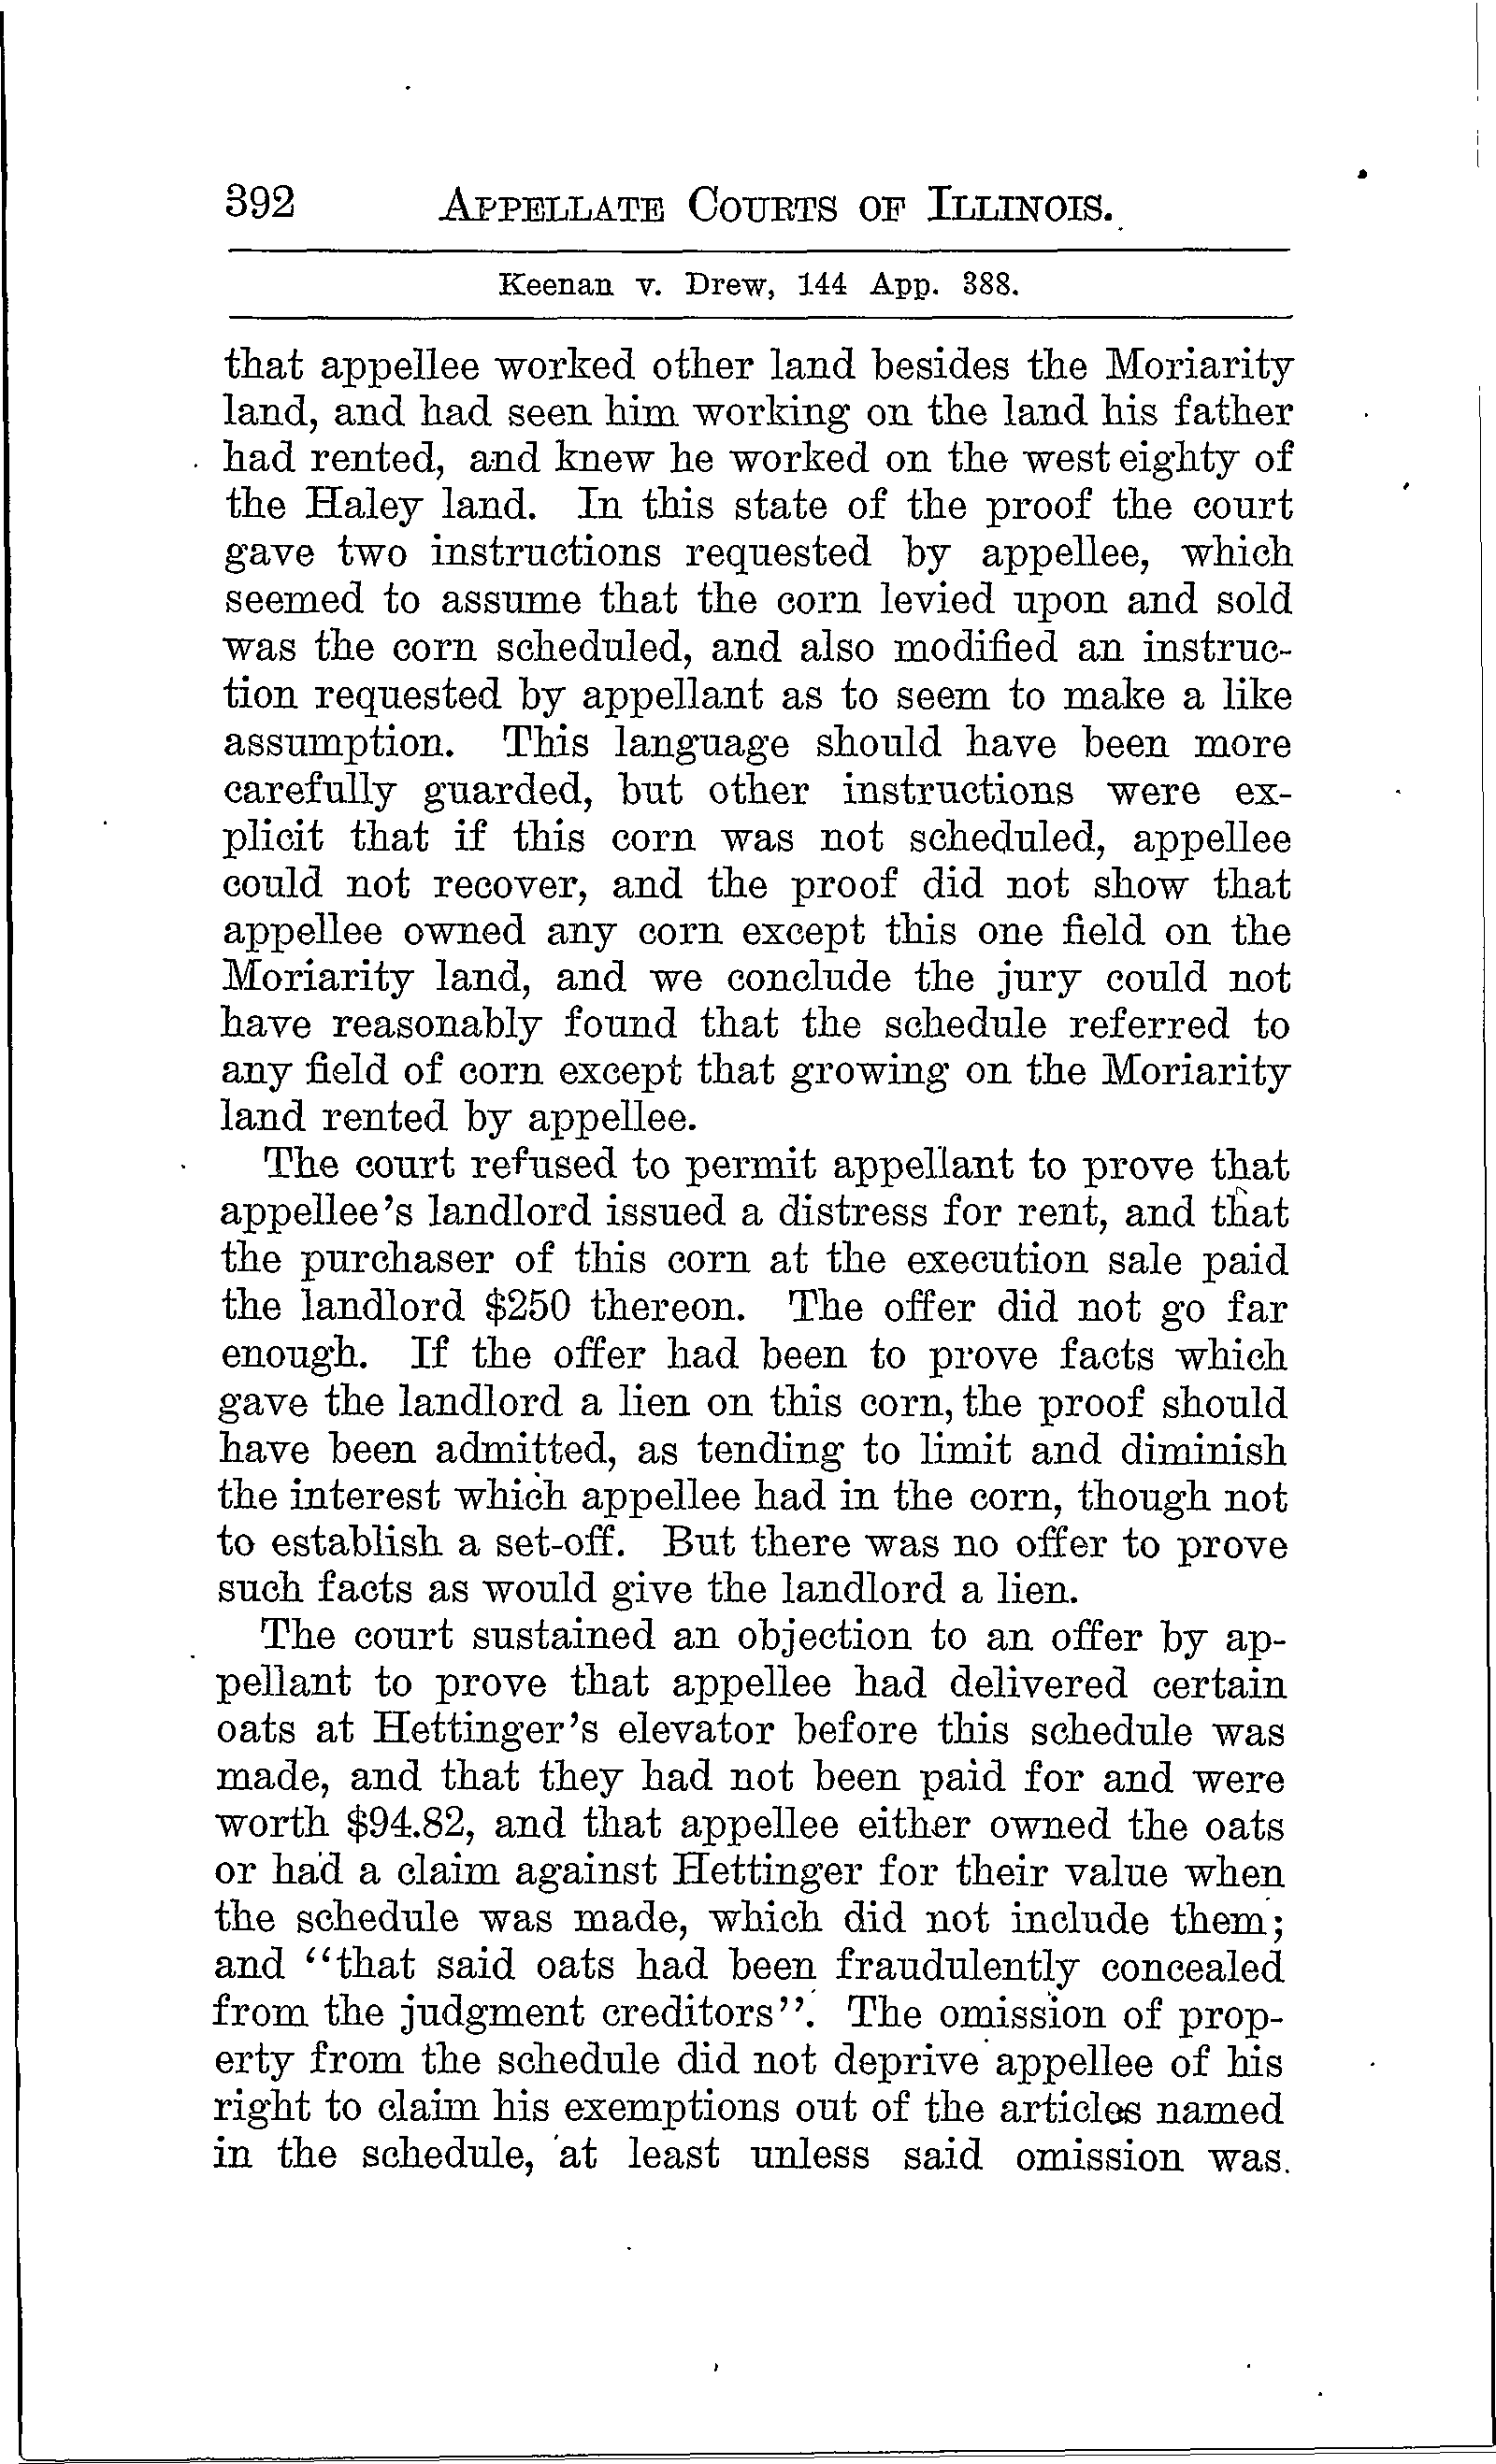 392 APPELLATE COURTS OF ILLINOIS.
Keenan v. Drew, 144 App. 388.
that appellee worked other land besides the Moriarity
land, and had seen him working on the land his father
had rented, and knew he worked on the west eighty of
the Haley land. In this state of the proof the court
gave two instructions requested by appellee, which
seemed to assume that the corn levied upon and sold
was the corn scheduled, and also modified an instruc-
tion requested by appellant as to seem to make a like
assumption. This language should have been more
carefully guarded, but other instructions were ex-
plicit that if this corn was not scheduled, appellee
could not recover, and the proof did not show that
appellee owned any corn except this one field on the
Moriarity land, and we conclude the jury could not
have reasonably found that the schedule referred to
any field of corn except that growing on the Moriarity
land rented by appellee.
The court refused to permit appellant to prove that
appellee's landlord issued a distress for rent, and that
the purchaser of this corn at the execution sale paid
the landlord $250 thereon. The offer did not go far
enough. If the offer had been to prove facts which
gave the landlord a lien on this corn, the proof should
have been admitted, as tending to limit and diminish
the interest which appellee had in the corn, though not
to establish a set-off. But there was no offer to prove
such facts as would give the landlord a lien.
The court sustained an objection to an offer by ap-
pellant to prove that appellee had delivered certain
oats at Hettinger's elevator before this schedule was
made, and that they had not been paid for and were
worth $94.82, and that appellee either owned the oats
or had a claim against Hettinger for their value when
the schedule was made, which did not include them;
and "that said oats had been fraudulently concealed
from the judgment creditors". The omission of prop-
erty from the schedule did not deprive appellee of his
right to claim his exemptions out of the articles named
in the schedule, at least unless said omission was